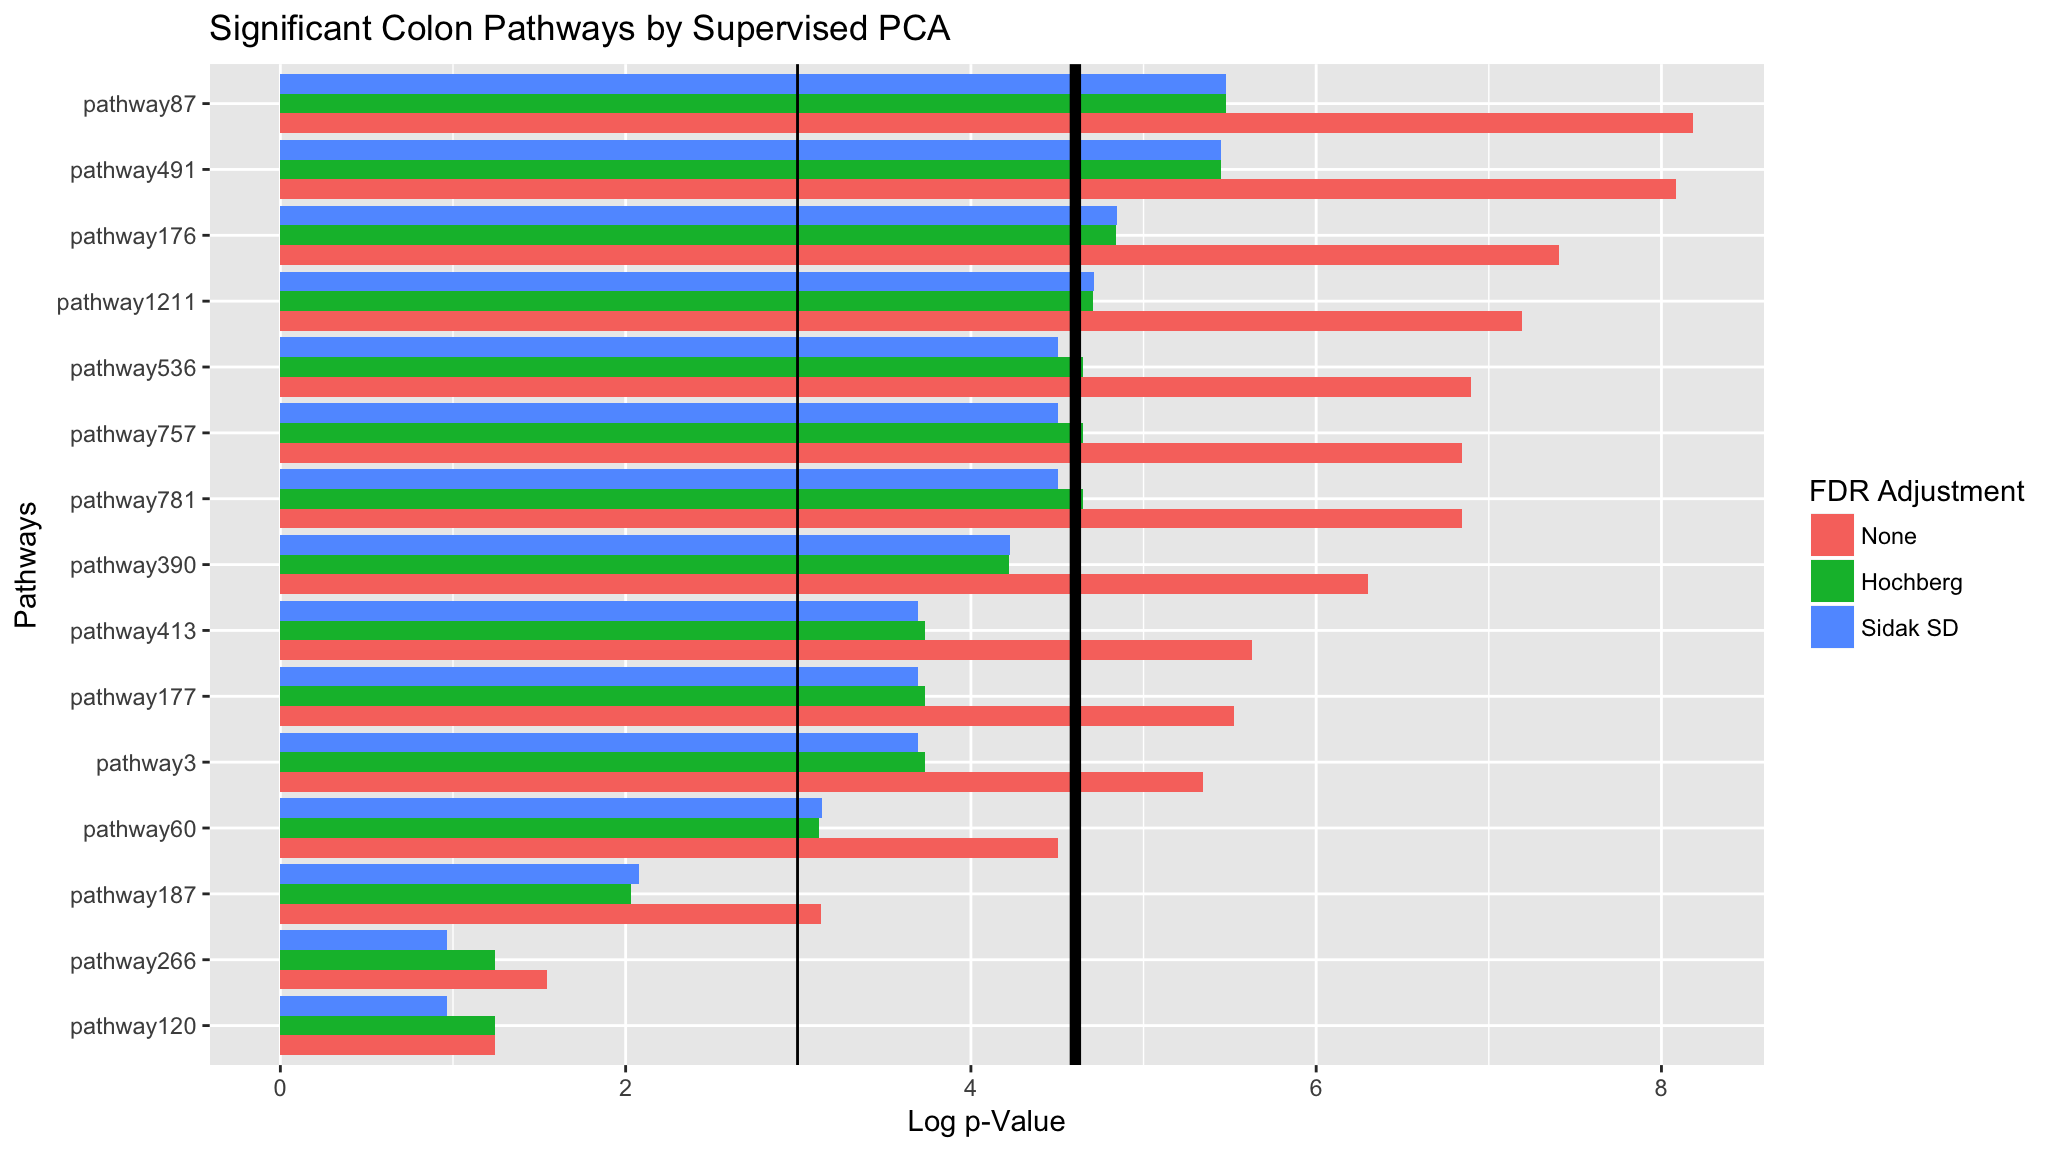 Significant Colon Pathways by Supervised PCA
pathway87
pathway491
pathway176
pathway1211
pathway536
pathway757
pathway781
pathway390
pathway413
pathway177
pathway3
pathway60
pathway187
pathway266
pathway120
Pathways
0 2 4 6 8
Log p-Value
FDR Adjustment
None
Hochberg
Sidak SD